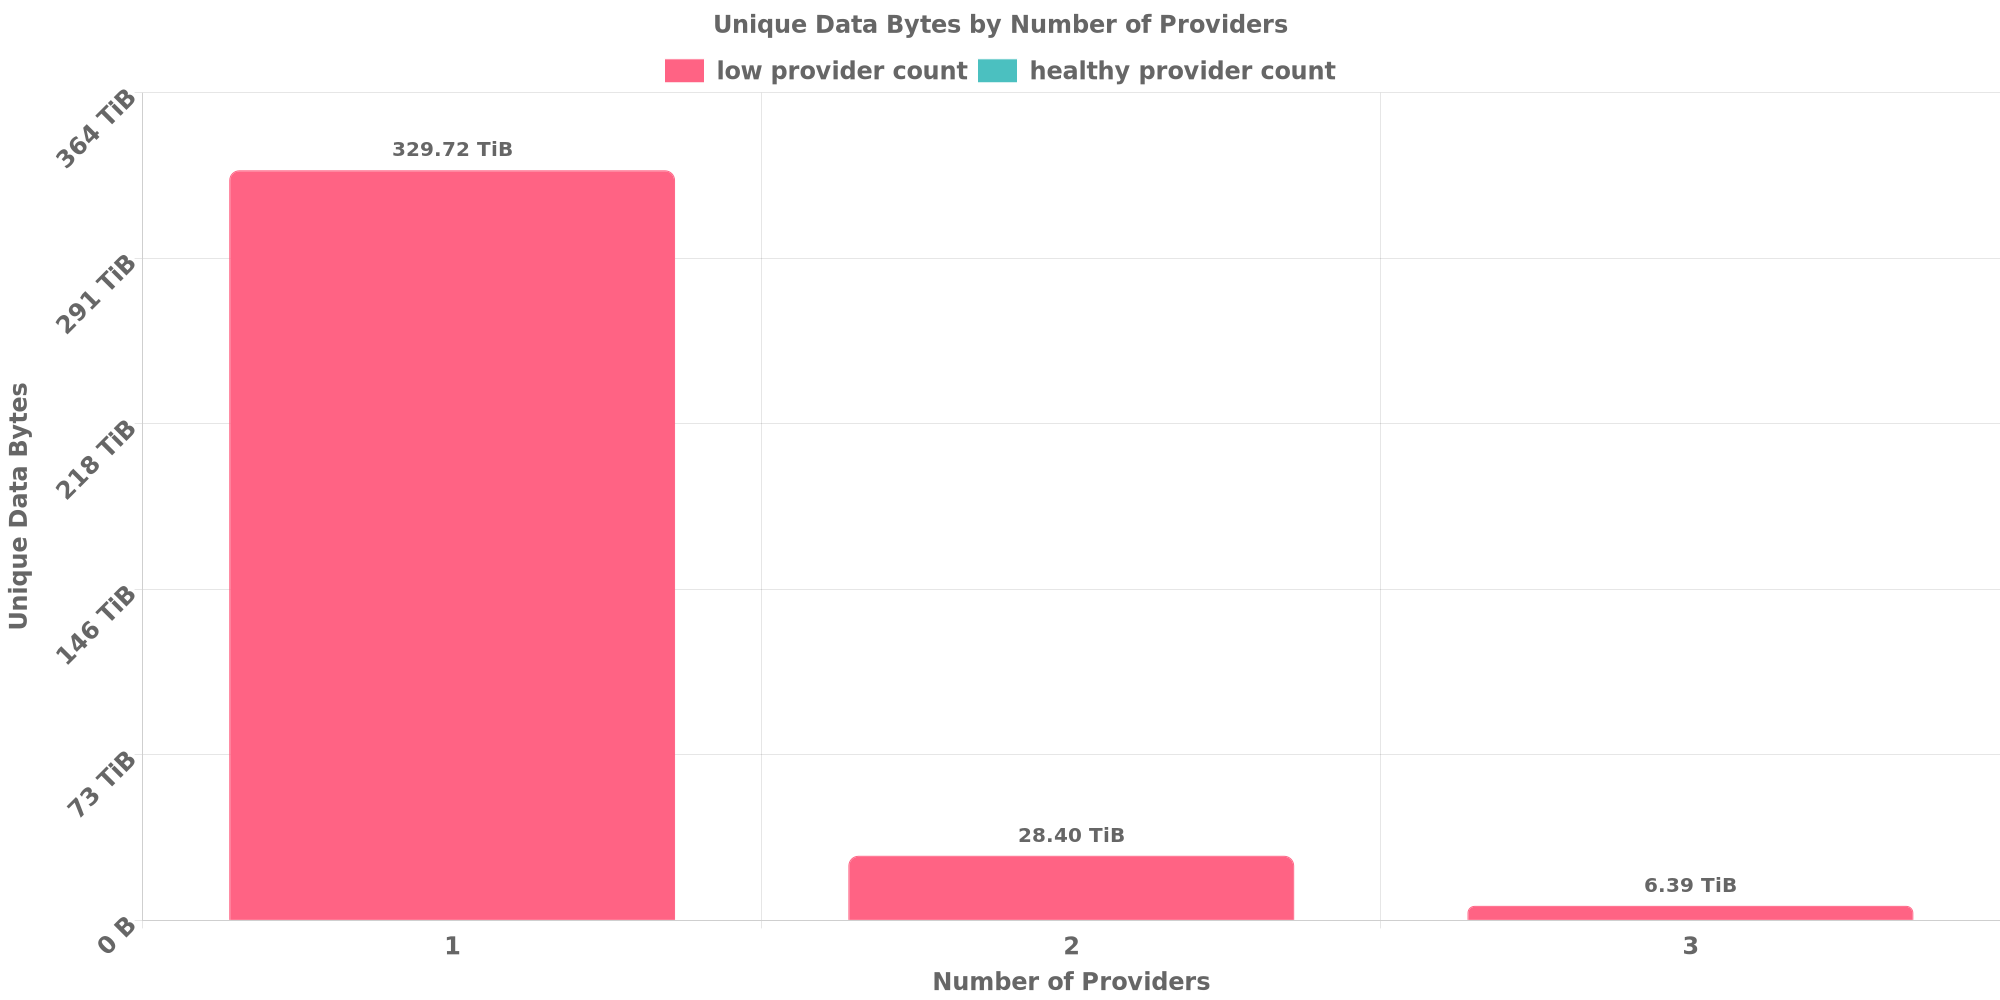 Unique Data Bytes by Number of Providers
low provider count healthy provider count
364 TiB
291 TiB
218 TiB
146 TiB
73 TiB
0 B
Unique Data Bytes
329.72 TiB
28.40 TiB
6.39 TiB
1 2 3
Number of Providers